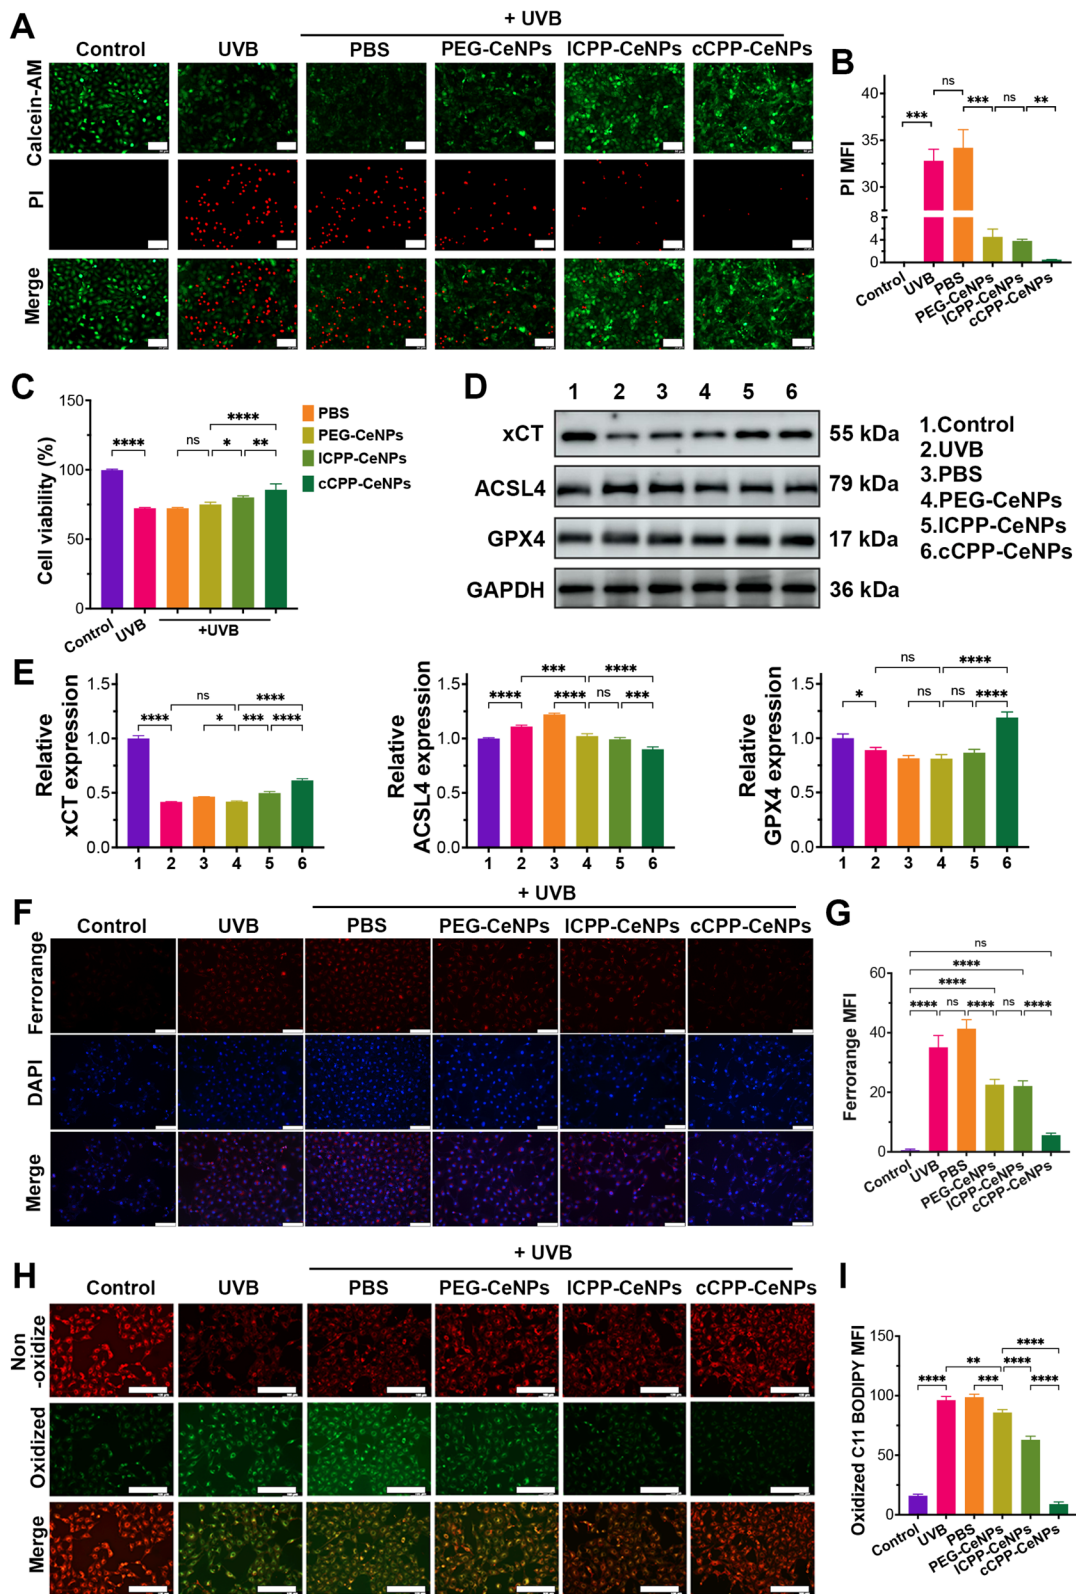 A
+ UVB
Control UVB PBS PEG-CeNPs lCPP-CeNPs cCPP-CeNPs
Calcein-AM
PI
Merge
B
PI MFI
40
35
30
8
4
0
*** ns *** ns **
Control UVB PBS PEG-CeNPs lCPP-CeNPs cCPP-CeNPs
C
Cell viability (%)
150
100
50
0
****
**** ns * **
Control UVB +UVB
PBS
PEG-CeNPs
lCPP-CeNPs
cCPP-CeNPs
D
1 2 3 4 5 6
xCT 55 kDa
ACSL4 79 kDa
GPX4 17 kDa
GAPDH 36 kDa
1.Control
2.UVB
3.PBS
4.PEG-CeNPs
5.lCPP-CeNPs
6.cCPP-CeNPs
E
Relative
xCT expression
1.5
1.0
0.5
0.0
ns ****
**** * *** ****
1 2 3 4 5 6
Relative
ACSL4 expression
1.5
1.0
0.5
0.0
*** ****
**** **** ns ***
1 2 3 4 5 6
Relative
GPX4 expression
1.5
1.0
0.5
0.0
ns ****
* ns ns ****
1 2 3 4 5 6
F
+ UVB
Control UVB PBS PEG-CeNPs lCPP-CeNPs cCPP-CeNPs
Ferrorange
DAPI
Merge
G
Ferrorange MFI
60
40
20
0
ns
****
****
**** ns **** ns ****
Control UVB PBS PEG-CeNPs lCPP-CeNPs cCPP-CeNPs
H
+ UVB
Control UVB PBS PEG-CeNPs lCPP-CeNPs cCPP-CeNPs
Non
-oxidize
Oxidized
Merge
I
Oxidized C11 BODIPY MFI
150
100
50
0
****
** ****
**** *** ****
Control UVB PBS PEG-CeNPs lCPP-CeNPs cCPP-CeNPs